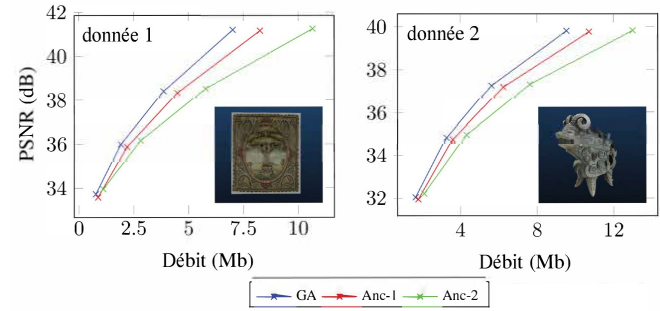 42
40
38
36
34
PSNR (dB)
donnée 1
0
2.5
5
7.5
10
Débit (Mb)
40
38
36
34
32
donnée 2
4
8
12
Débit (Mb)
GA
Anc-1
Anc-2